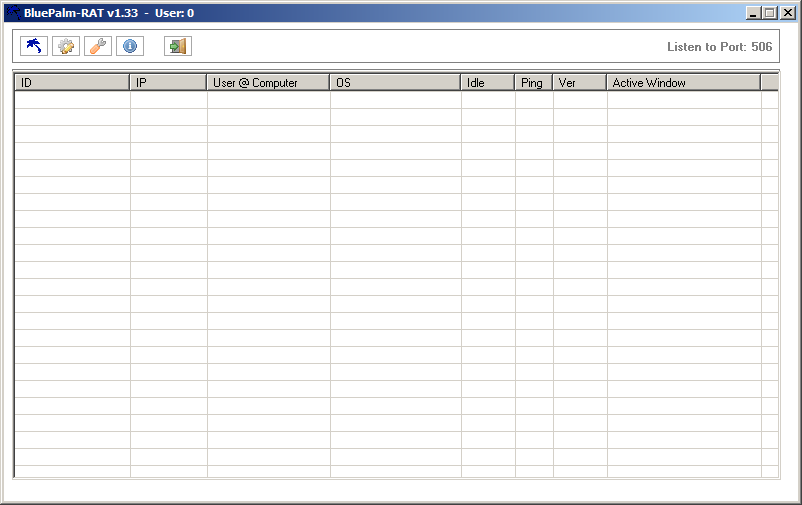 BluePalm-RAT v1.33 - User: 0
Listen to Port: 506
ID IP User @ Computer OS Idle Ping Ver Active Window